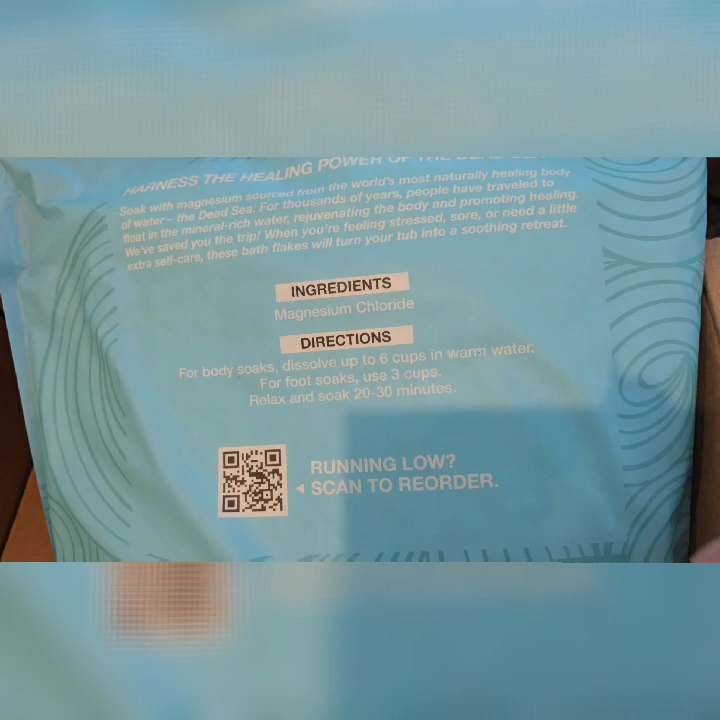 HARNESS THE HEALING POWER OF THE DEAD SEA
Soak with magnesium sourced from the world's most naturally healing body
of water – the Dead Sea. For thousands of years, people have traveled to
float in the mineral-rich water, rejuvenating the body and promoting healing.
We've saved you the trip! When you're feeling stressed, sore, or need a little
extra self-care, these bath flakes will turn your tub into a soothing retreat.
INGREDIENTS
Magnesium Chloride
DIRECTIONS
For body soaks, dissolve up to 6 cups in warm water.
For foot soaks, use 3 cups.
Relax and soak 20-30 minutes.
RUNNING LOW?
SCAN TO REORDER.